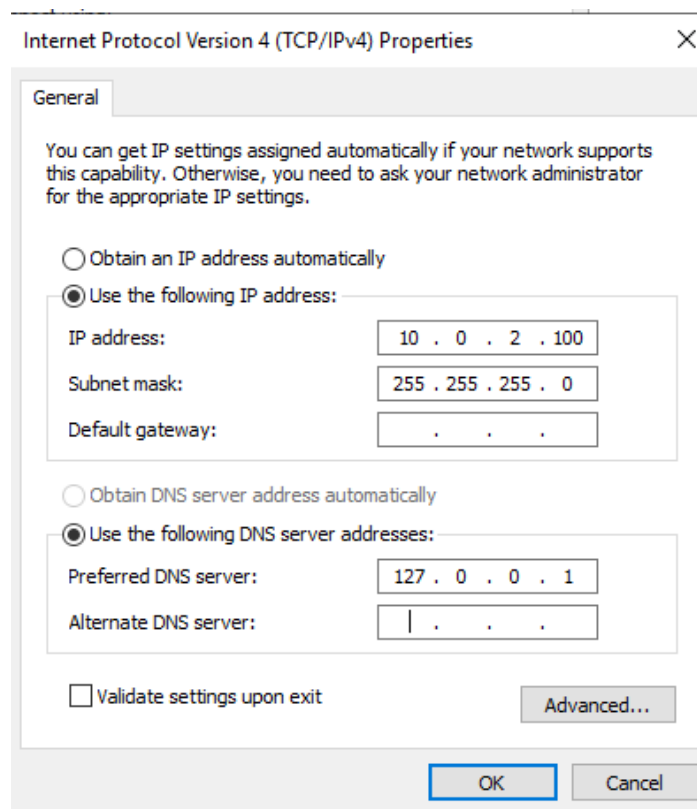 Internet Protocol Version 4 (TCP/IPv4) Properties
General
You can get IP settings assigned automatically if your network supports
this capability. Otherwise, you need to ask your network administrator
for the appropriate IP settings.
Obtain an IP address automatically
Use the following IP address:
IP address: 10 . 0 . 2 . 100
Subnet mask: 255 . 255 . 255 . 0
Default gateway: . . .
Obtain DNS server address automatically
Use the following DNS server addresses:
Preferred DNS server: 127 . 0 . 0 . 1
Alternate DNS server: . . .
Validate settings upon exit
Advanced...
OK Cancel